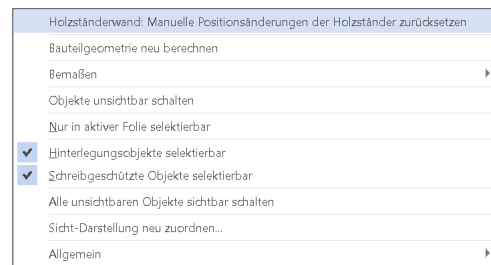 Holzständerwand: Manuelle Positionsänderungen der Holzständer zurücksetzen
Bauteilgeometrie neu berechnen
Bemaßen
Objekte unsichtbar schalten
Nur in aktiver Folie selektierbar
Hinterlegungsobjekte selektierbar
Schreibgeschützte Objekte selektierbar
Alle unsichtbaren Objekte sichtbar schalten
Sicht-Darstellung neu zuordnen...
Allgemein